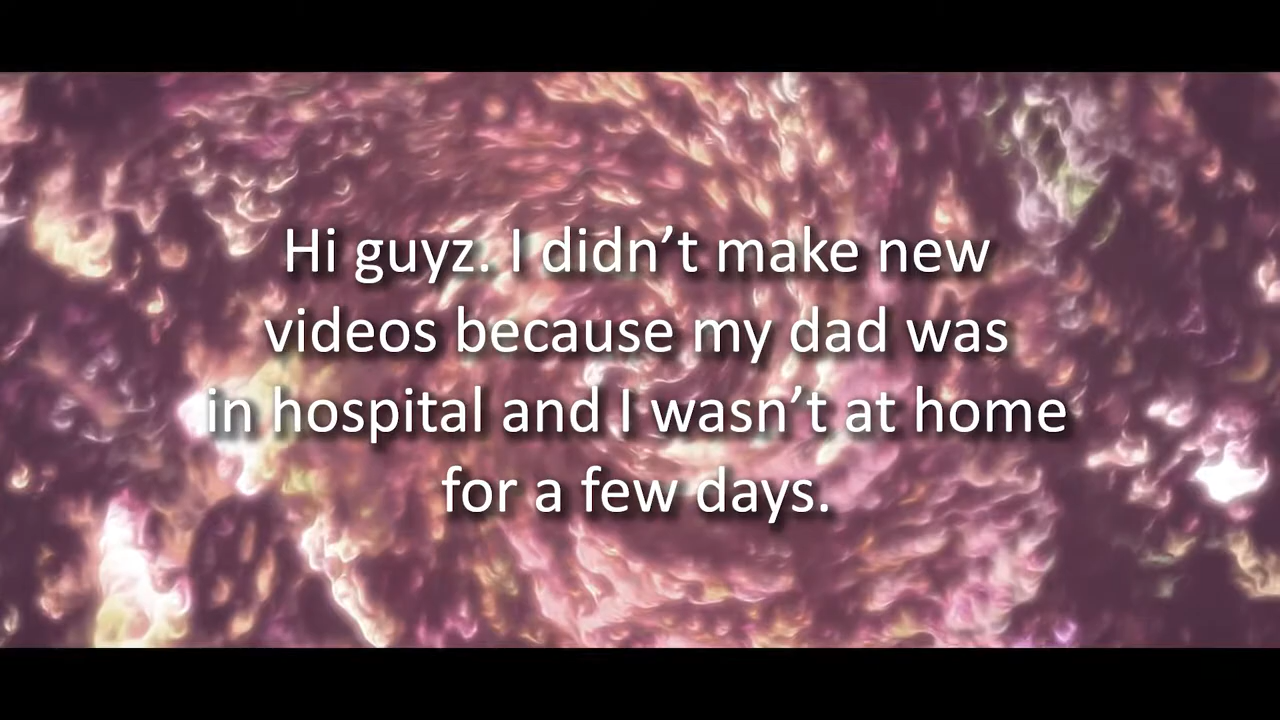 Hi guyz. I didn’t make new
videos because my dad was
in hospital and I wasn’t at home
for a few days.